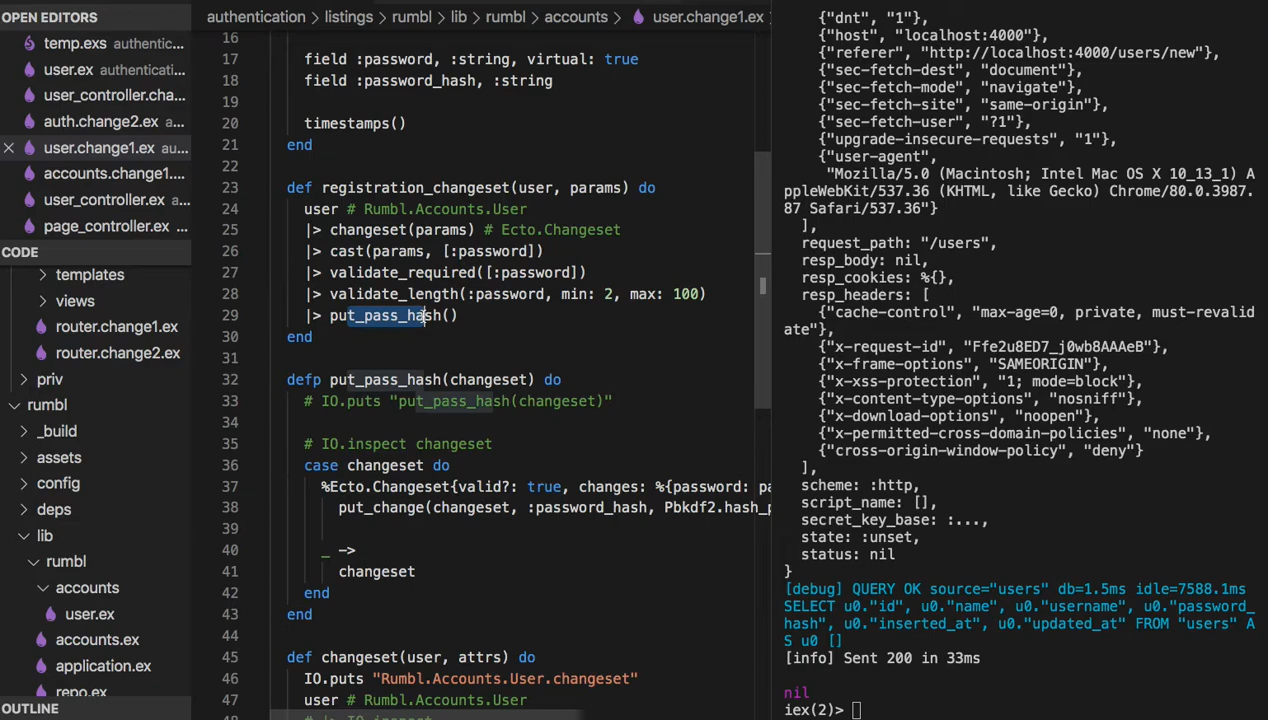 OPEN EDITORS
temp.exs authentic...
user.ex authenticati...
user_controller.cha...
auth.change2.ex a...
user.change1.ex au...
accounts.change1....
user_controller.ex a...
page_controller.ex ...
CODE
templates
views
router.change1.ex
router.change2.ex
priv
rumbl
_build
assets
config
deps
lib
rumbl
accounts
user.ex
accounts.ex
application.ex
repo.ex
OUTLINE
authentication > listings > rumbl > lib > rumbl > accounts > user.change1.ex
16
17 field :password, :string, virtual: true
18 field :password_hash, :string
19
20 timestamps()
21 end
22
23 def registration_changeset(user, params) do
24 user # Rumbl.Accounts.User
25 |> changeset(params) # Ecto.Changeset
26 |> cast(params, [:password])
27 |> validate_required([:password])
28 |> validate_length(:password, min: 2, max: 100)
29 |> put_pass_hash()
30 end
31
32 defp put_pass_hash(changeset) do
33 # IO.puts "put_pass_hash(changeset)"
34
35 # IO.inspect changeset
36 case changeset do
37 %Ecto.Changeset{valid?: true, changes: %{password: pa
38 put_change(changeset, :password_hash, Pbkdf2.hash_p
39
40 _ ->
41 changeset
42 end
43 end
44
45 def changeset(user, attrs) do
46 IO.puts "Rumbl.Accounts.User.changeset"
47 user # Rumbl.Accounts.User
{"dnt", "1"},
{"host", "localhost:4000"},
{"referer", "http://localhost:4000/users/new"},
{"sec-fetch-dest", "document"},
{"sec-fetch-mode", "navigate"},
{"sec-fetch-site", "same-origin"},
{"sec-fetch-user", "?1"},
{"upgrade-insecure-requests", "1"},
{"user-agent",
"Mozilla/5.0 (Macintosh; Intel Mac OS X 10_13_1) A
ppleWebKit/537.36 (KHTML, like Gecko) Chrome/80.0.3987.
87 Safari/537.36"}
],
request_path: "/users",
resp_body: nil,
resp_cookies: %{},
resp_headers: [
{"cache-control", "max-age=0, private, must-revalid
ate"},
{"x-request-id", "Ffe2u8ED7_j0wb8AAAeB"},
{"x-frame-options", "SAMEORIGIN"},
{"x-xss-protection", "1; mode=block"},
{"x-content-type-options", "nosniff"},
{"x-download-options", "noopen"},
{"x-permitted-cross-domain-policies", "none"},
{"cross-origin-window-policy", "deny"}
],
scheme: :http,
script_name: [],
secret_key_base: :...,
state: :unset,
status: nil
}
[debug] QUERY OK source="users" db=1.5ms idle=7588.1ms
SELECT u0."id", u0."name", u0."username", u0."password_
hash", u0."inserted_at", u0."updated_at" FROM "users" A
S u0 []
[info] Sent 200 in 33ms
nil
iex(2)>